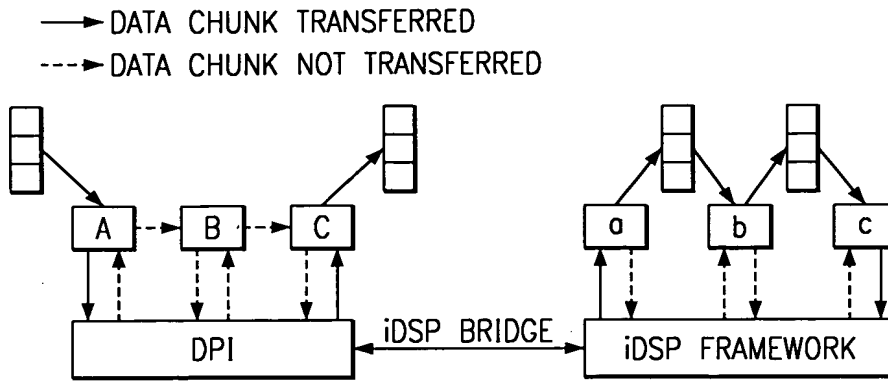 DATA CHUNK TRANSFERRED
DATA CHUNK NOT TRANSFERRED
A
B
C
a
b
c
DPI
iDSP BRIDGE
iDSP FRAMEWORK